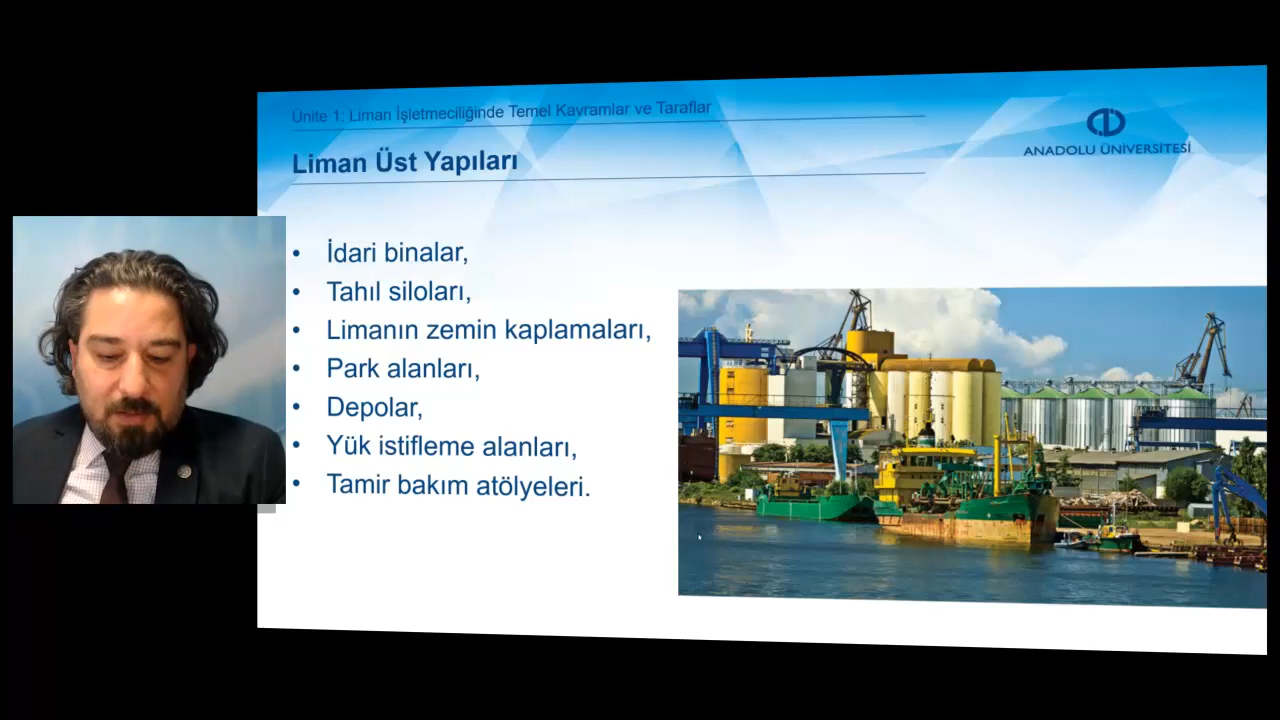 Ünite 1: Liman İşletmeciliğinde Temel Kavramlar ve Taraflar
ANADOLU ÜNİVERSİTESİ
Liman Üst Yapıları
• İdari binalar,
• Tahıl siloları,
• Limanın zemin kaplamaları,
• Park alanları,
• Depolar,
• Yük istifleme alanları,
• Tamir bakım atölyeleri.